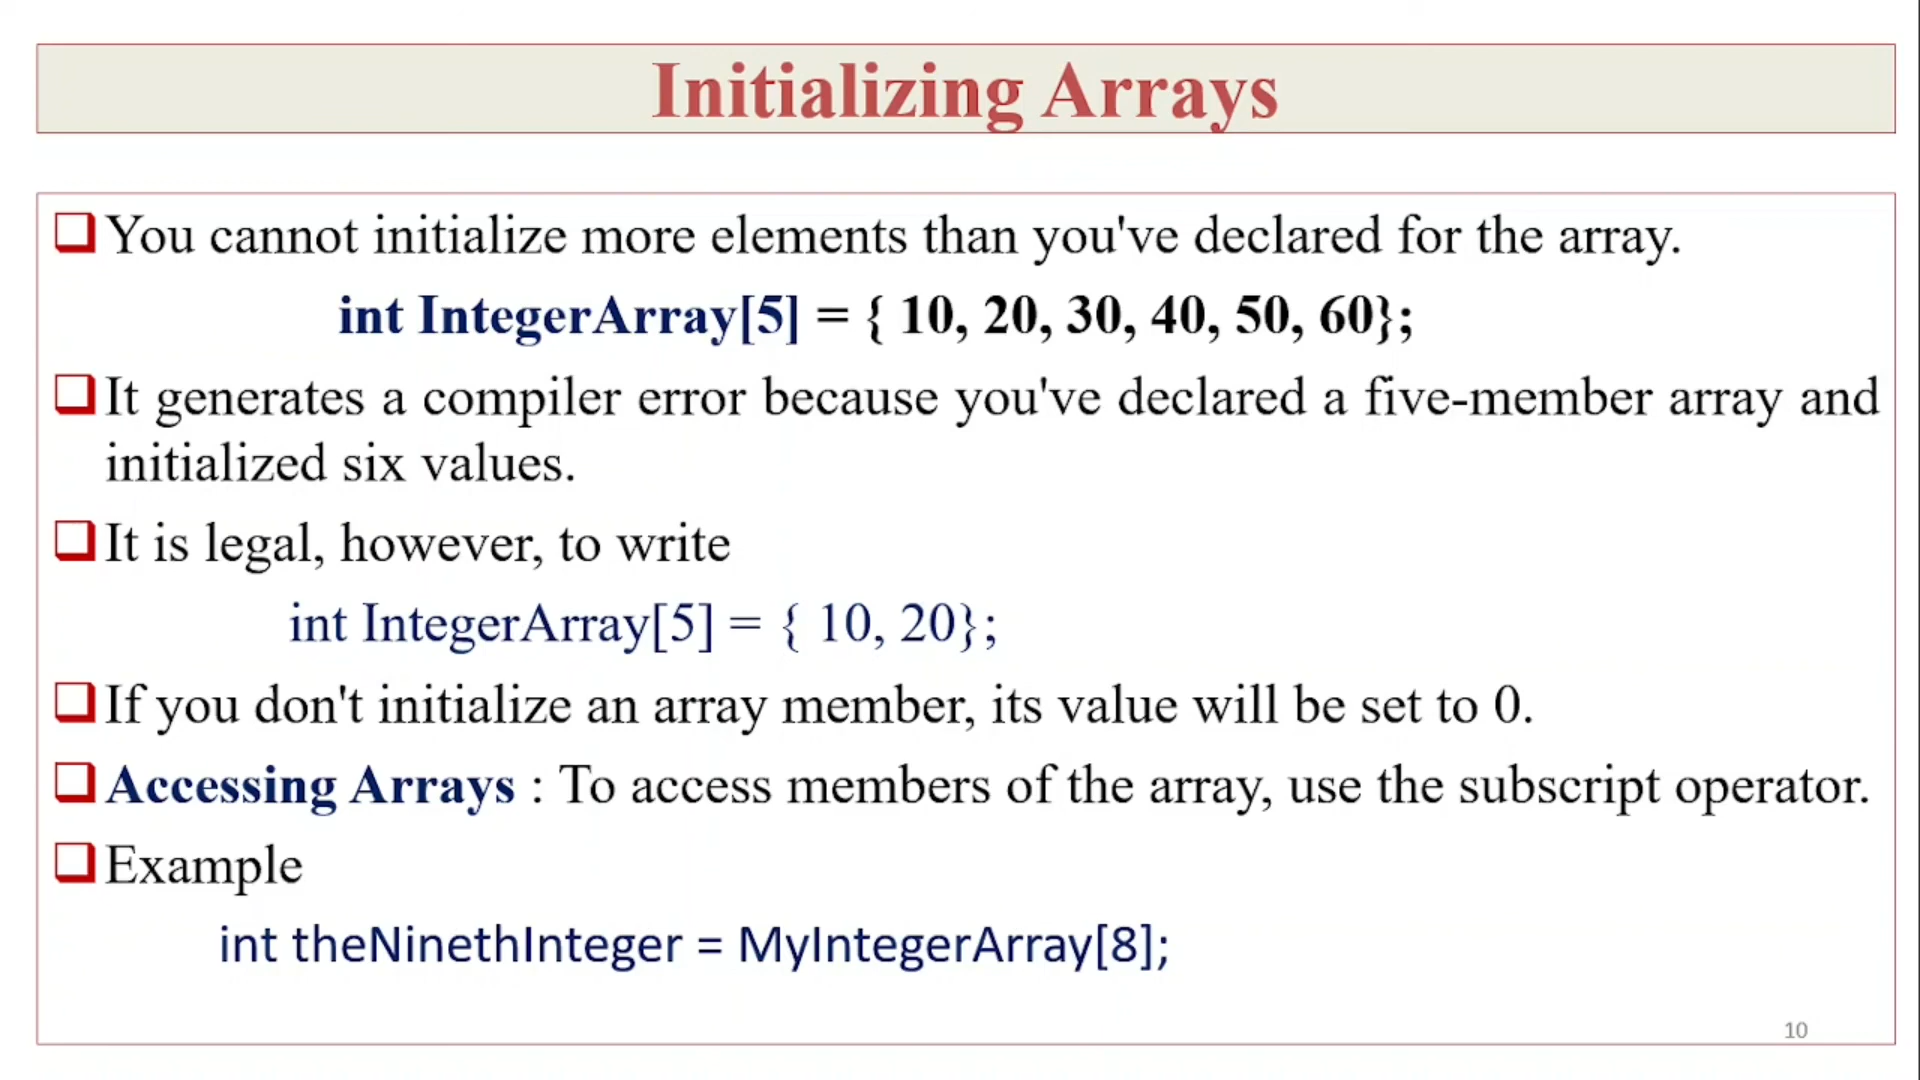 Initializing Arrays
You cannot initialize more elements than you've declared for the array.
int IntegerArray[5] = { 10, 20, 30, 40, 50, 60};
It generates a compiler error because you've declared a five-member array and
initialized six values.
It is legal, however, to write
int IntegerArray[5] = { 10, 20};
If you don't initialize an array member, its value will be set to 0.
Accessing Arrays : To access members of the array, use the subscript operator.
Example
int theNinethInteger = MyIntegerArray[8];
10